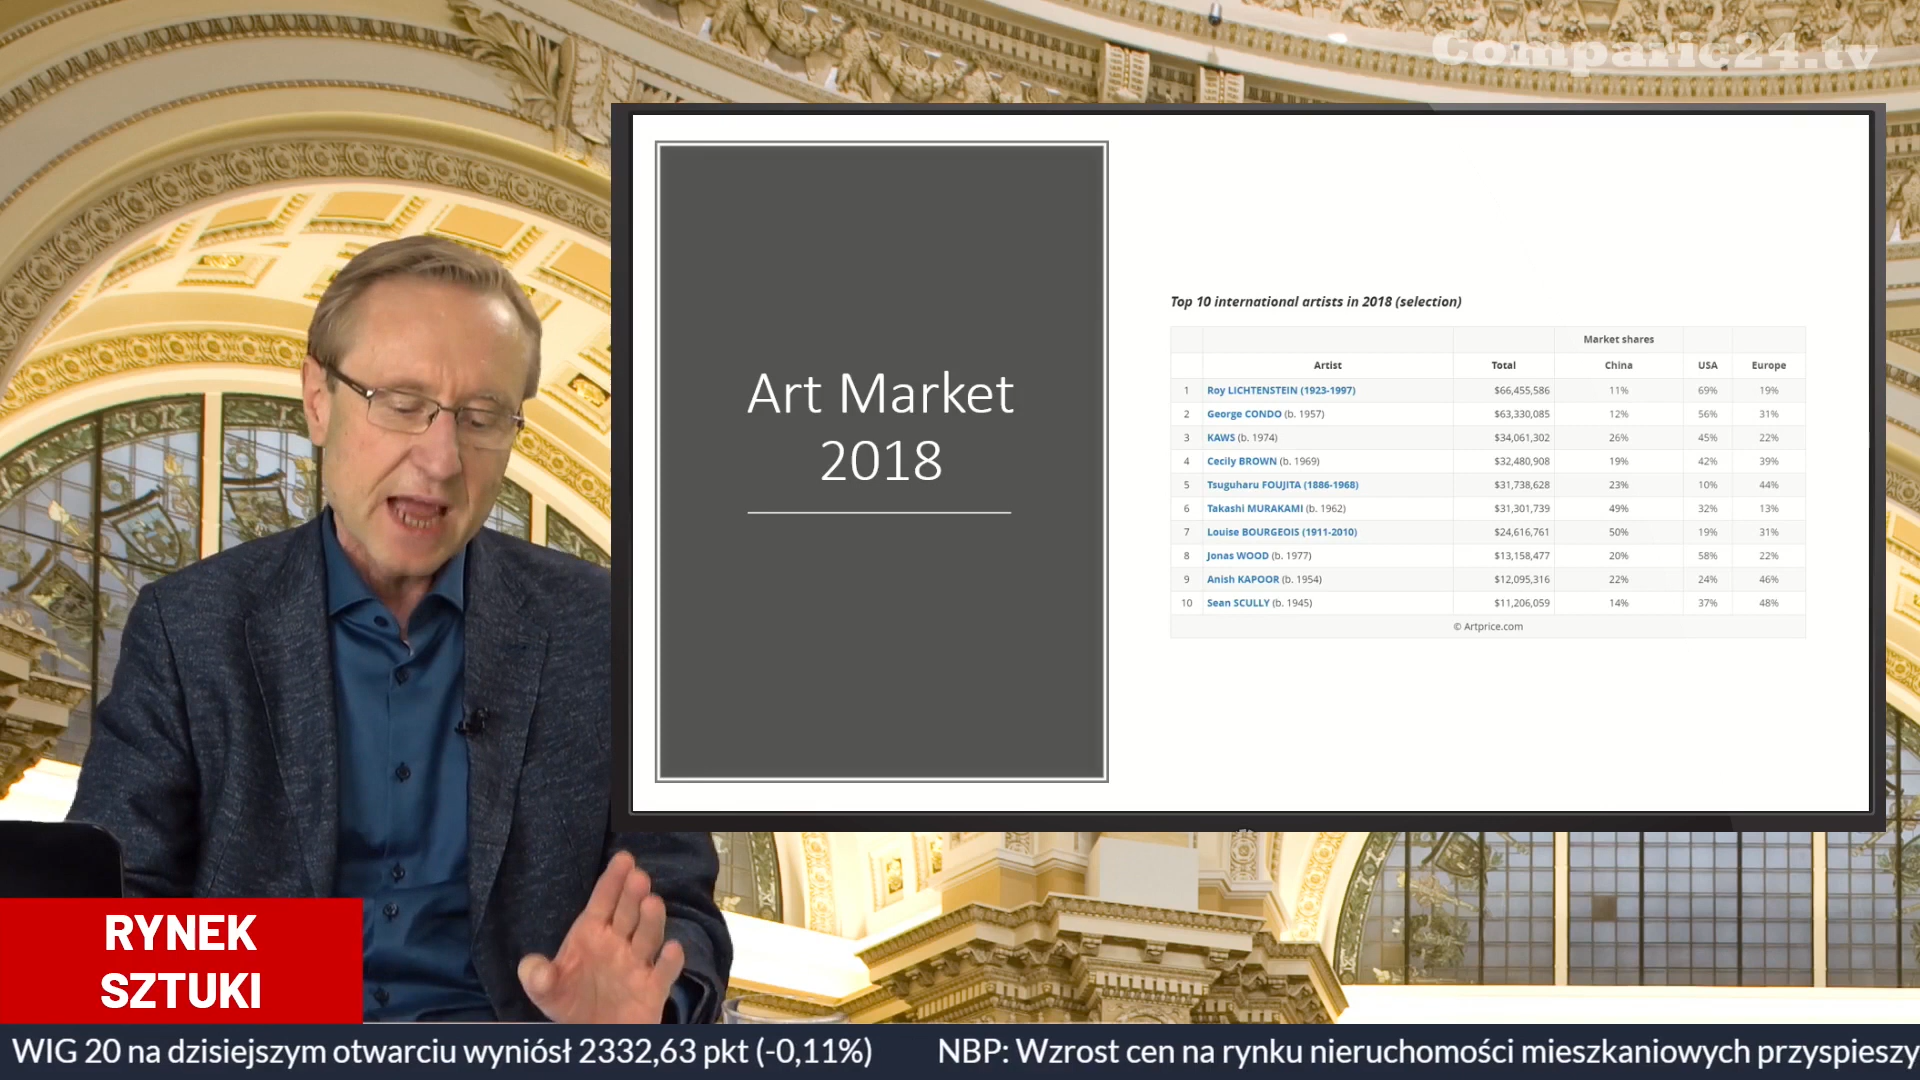 Comparic24.tv
Art Market
2018
Top 10 international artists in 2018 (selection)
Market shares
Artist Total China USA Europe
1 Roy LICHTENSTEIN (1923-1997) $66,455,586 11% 69% 19%
2 George CONDO (b. 1957) $63,330,085 12% 56% 31%
3 KAWS (b. 1974) $34,061,302 26% 45% 22%
4 Cecily BROWN (b. 1969) $32,480,908 19% 42% 39%
5 Tsuguharu FOUJITA (1886-1968) $31,738,628 23% 10% 44%
6 Takashi MURAKAMI (b. 1962) $31,301,739 49% 32% 13%
7 Louise BOURGEOIS (1911-2010) $24,616,761 50% 19% 31%
8 Jonas WOOD (b. 1977) $13,158,477 20% 58% 22%
9 Anish KAPOOR (b. 1954) $12,095,316 22% 24% 46%
10 Sean SCULLY (b. 1945) $11,206,059 14% 37% 48%
© Artprice.com
RYNEK
SZTUKI
WIG 20 na dzisiejszym otwarciu wyniósł 2332,63 pkt (-0,11%) NBP: Wzrost cen na rynku nieruchomości mieszkaniowych przyspieszy